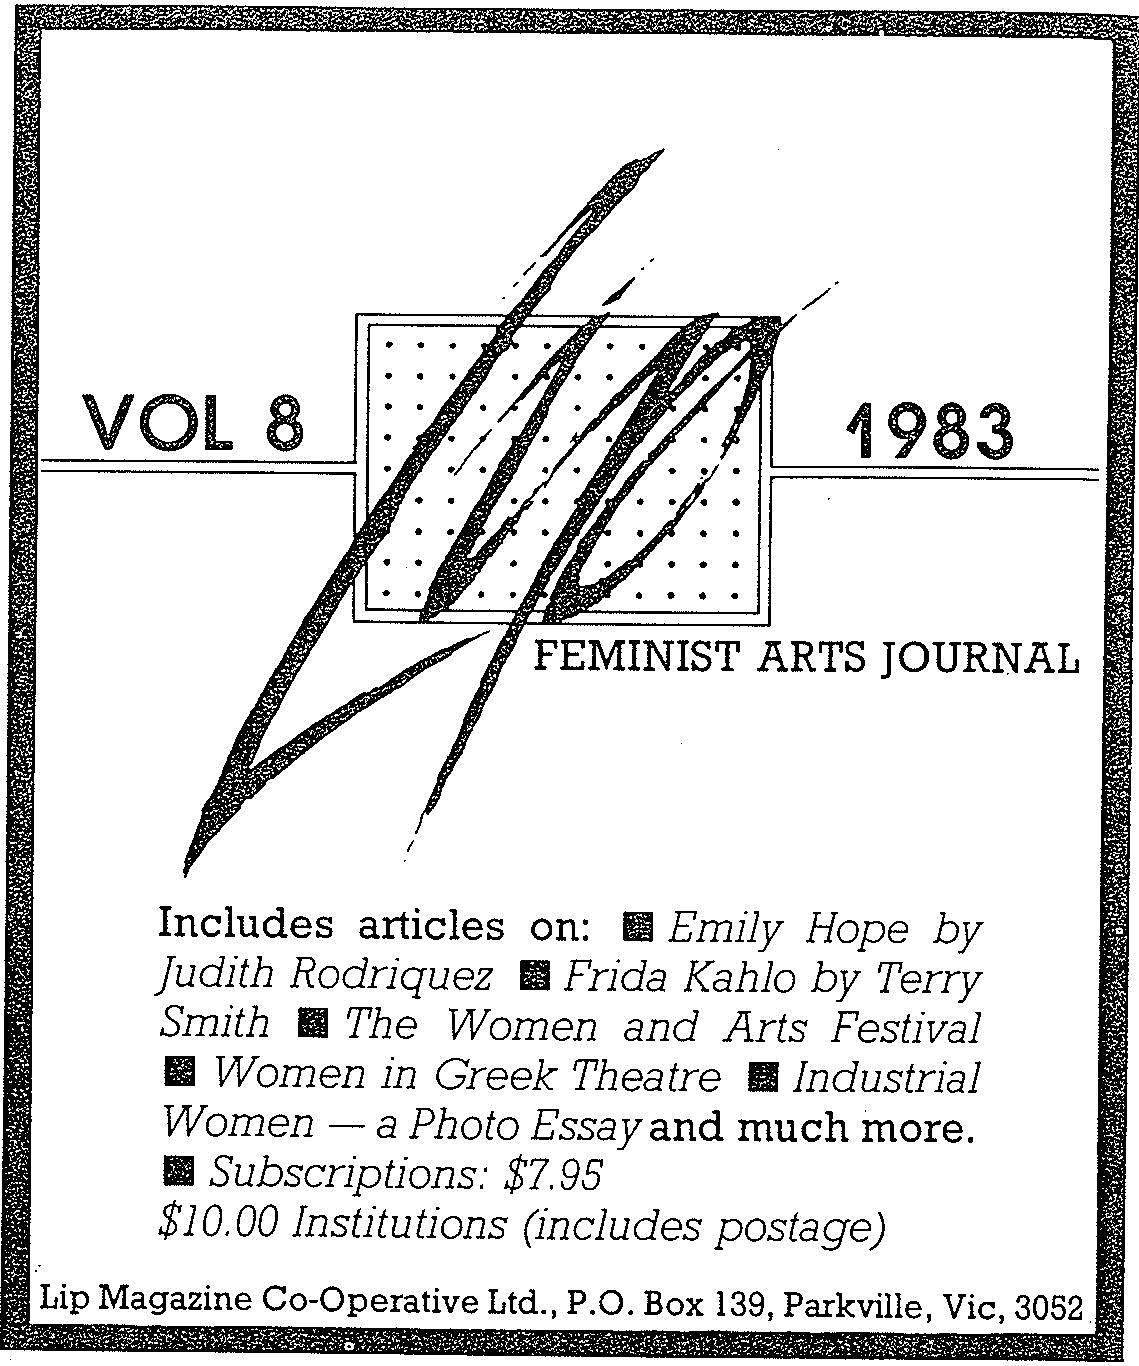 Lip
VOL 8
1983
FEMINIST ARTS JOURNAL
Includes articles on: ■ Emily Hope by
Judith Rodriquez ■ Frida Kahlo by Terry
Smith ■ The Women and Arts Festival
■ Women in Greek Theatre ■ Industrial
Women — a Photo Essay and much more.
■ Subscriptions: $7.95
$10.00 Institutions (includes postage)
Lip Magazine Co-Operative Ltd., P.O. Box 139, Parkville, Vic, 3052